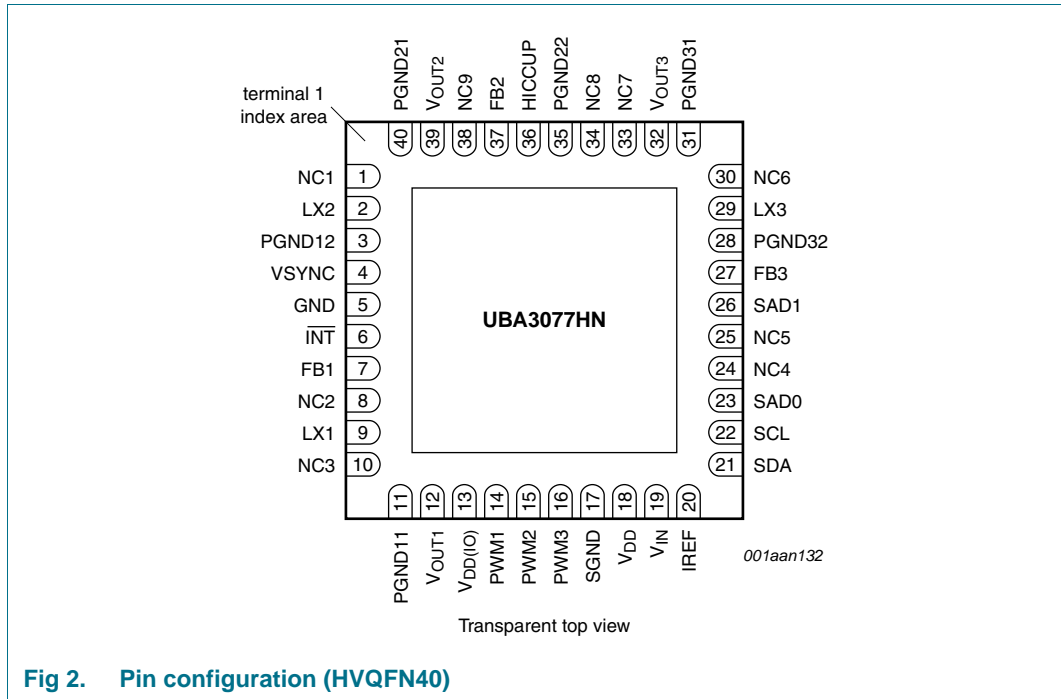 PGND21
VOUT2
NC9
FB2
HICCUP
PGND22
NC8
NC7
VOUT3
PGND31
terminal 1
index area
40
39
38
37
36
35
34
33
32
31
NC1 1
LX2 2
PGND12 3
VSYNC 4
GND 5
INT 6
FB1 7
NC2 8
LX1 9
NC3 10
UBA3077HN
30 NC6
29 LX3
28 PGND32
27 FB3
26 SAD1
25 NC5
24 NC4
23 SAD0
22 SCL
21 SDA
11
12
13
14
15
16
17
18
19
20
PGND11
VOUT1
VDD(IO)
PWM1
PWM2
PWM3
SGND
VDD
VIN
IREF
001aan132
Transparent top view
Fig 2. Pin configuration (HVQFN40)